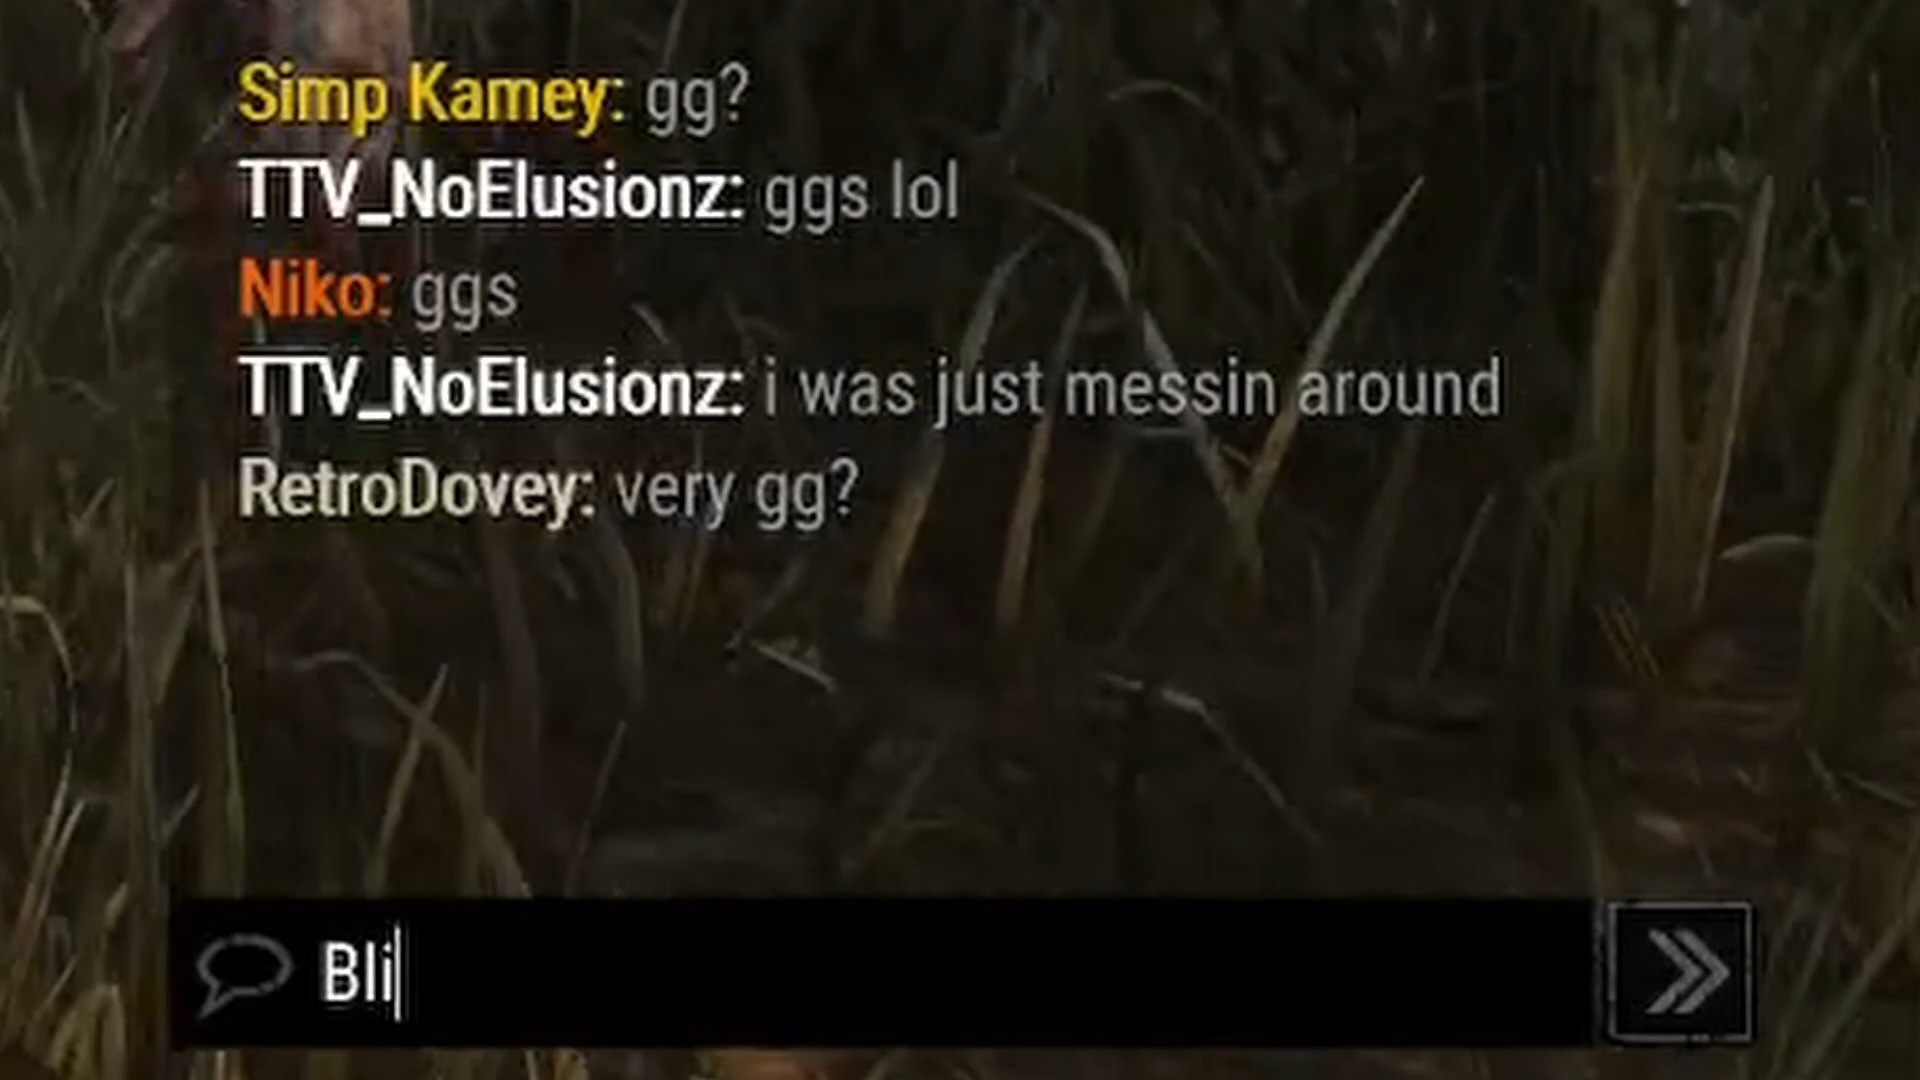 Simp Kamey: gg?
TTV_NoElusionz: ggs lol
Niko: ggs
TTV_NoElusionz: i was just messin around
RetroDovey: very gg?
Bli